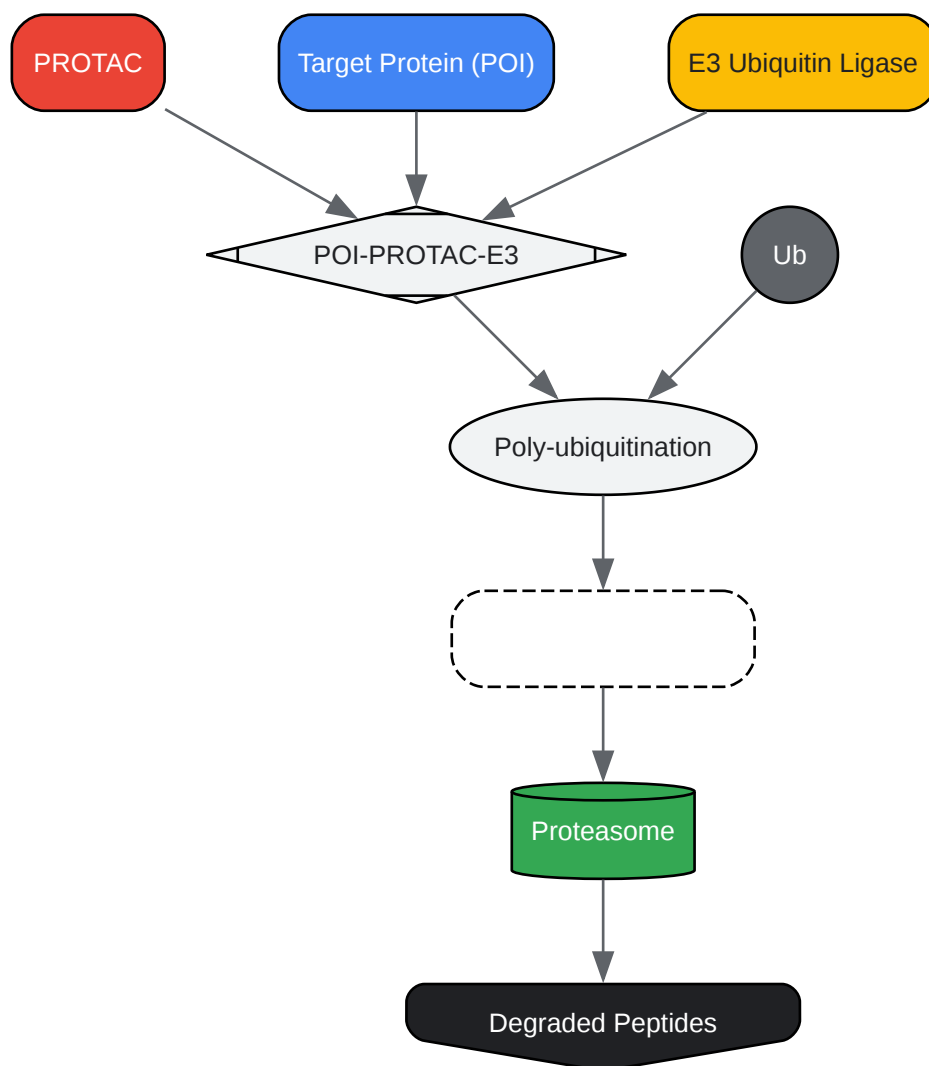 PROTAC
Target Protein (POI)
E3 Ubiquitin Ligase
POI-PROTAC-E3
Ub
Poly-ubiquitination
Proteasome
Degraded Peptides